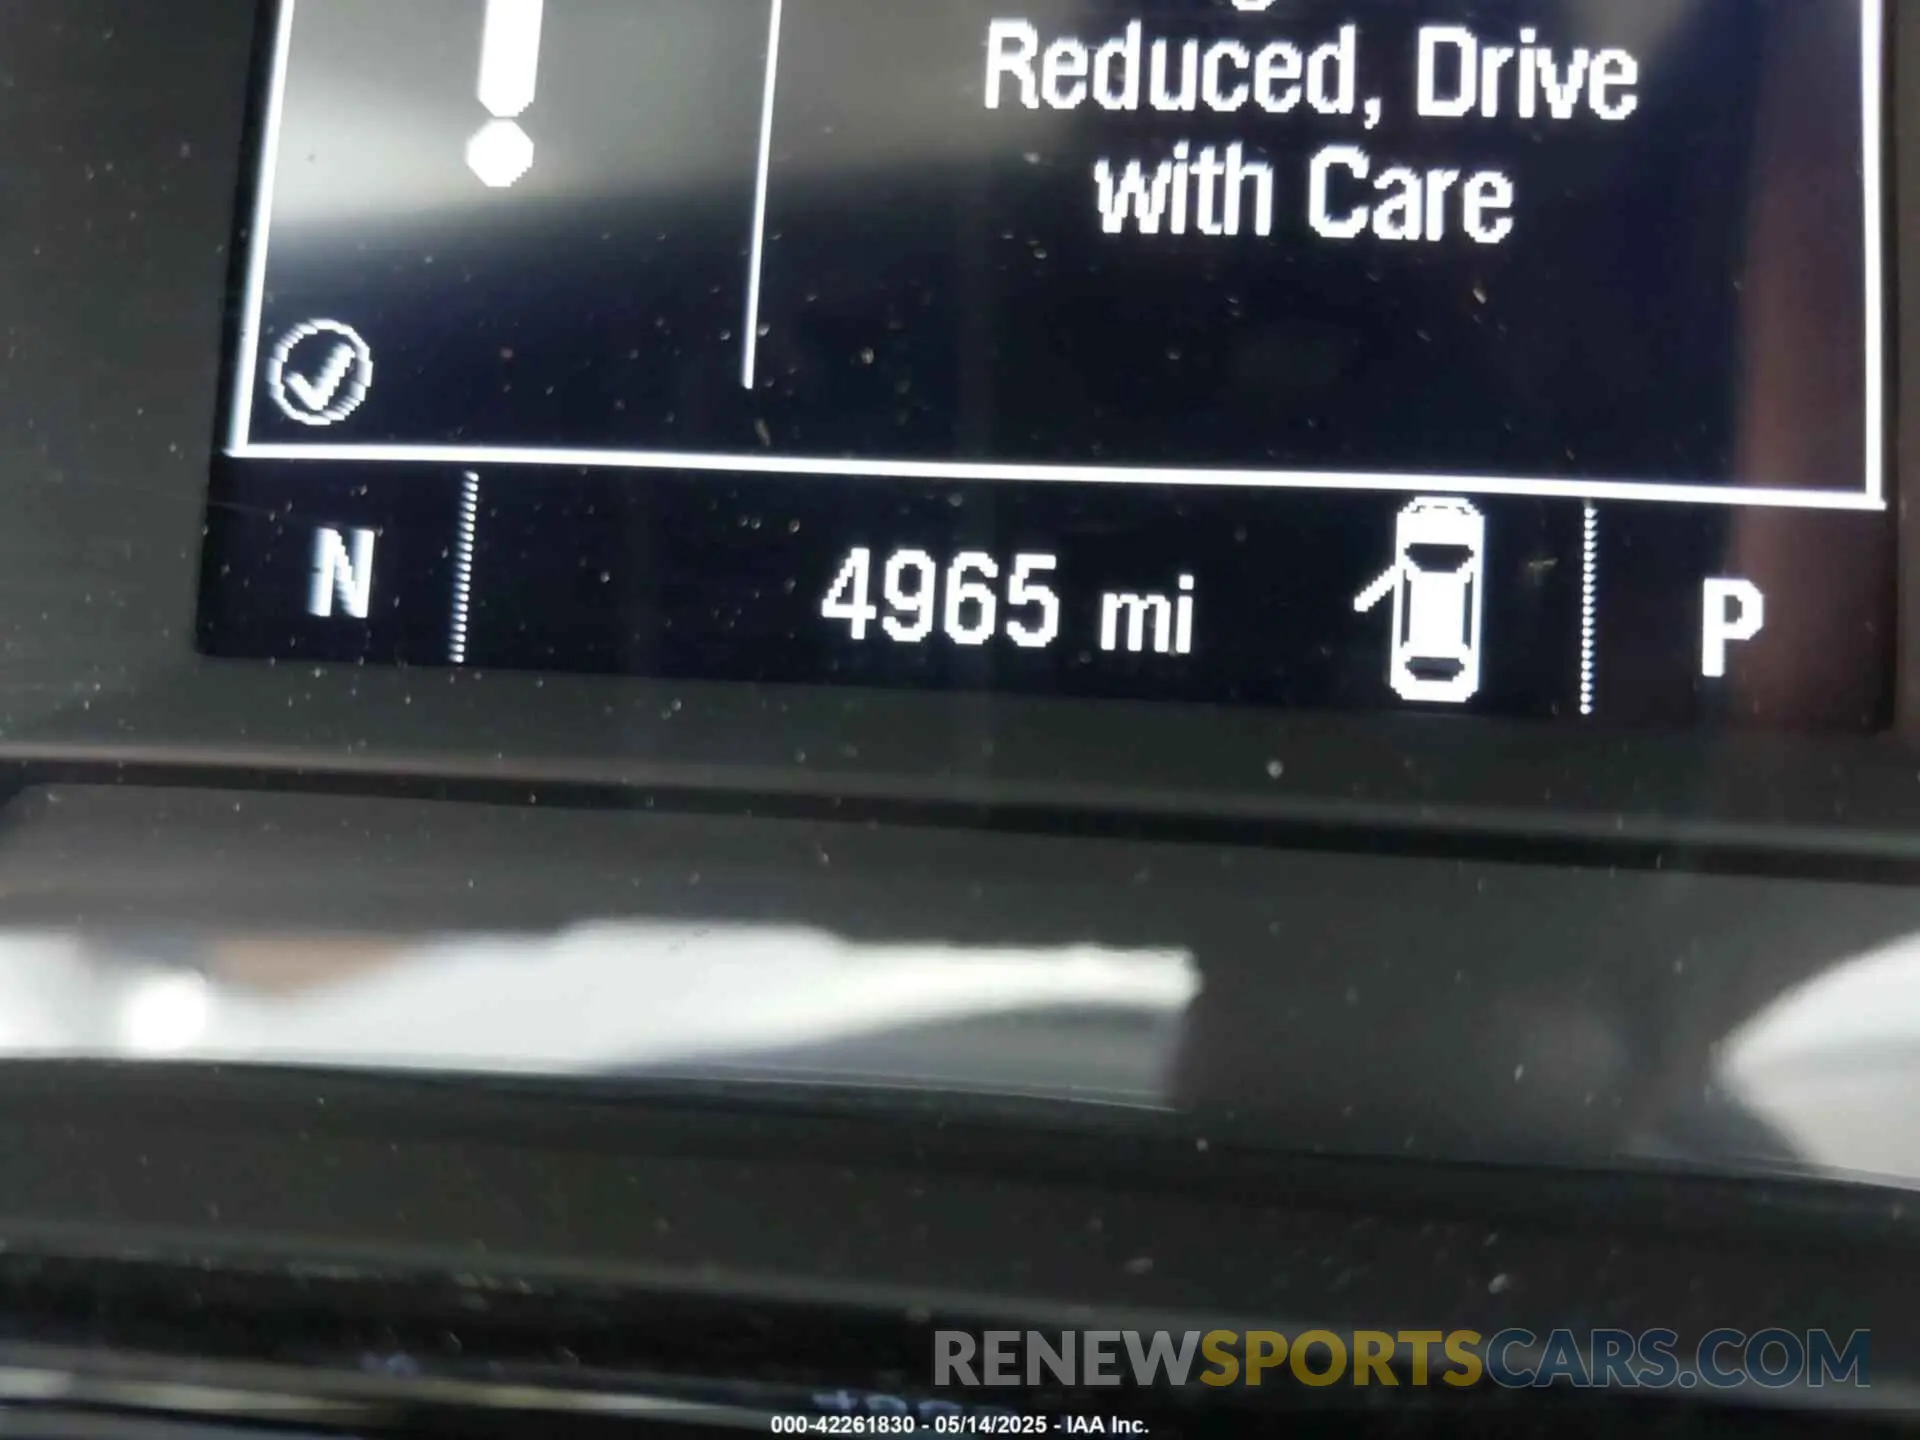 Reduced, Drive
with Care
N 4965 mi P
RENEWSPORTSCARS.COM
000-42261830 - 05/14/2025 - IAA Inc.